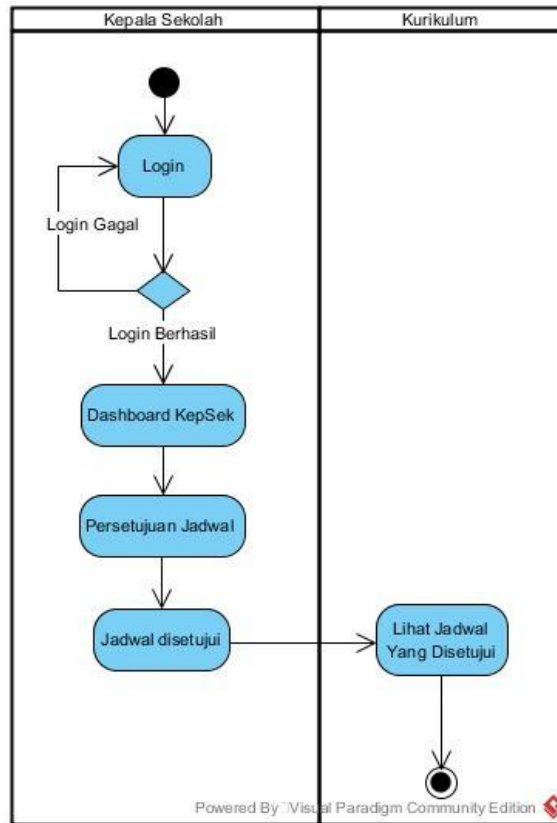 Kepala Sekolah
Kurikulum
Login
Login Gagal
Login Berhasil
Dashboard KepSek
Persetujuan Jadwal
Jadwal disetujui
Lihat Jadwal
Yang Disetujui
Powered By Visual Paradigm Community Edition